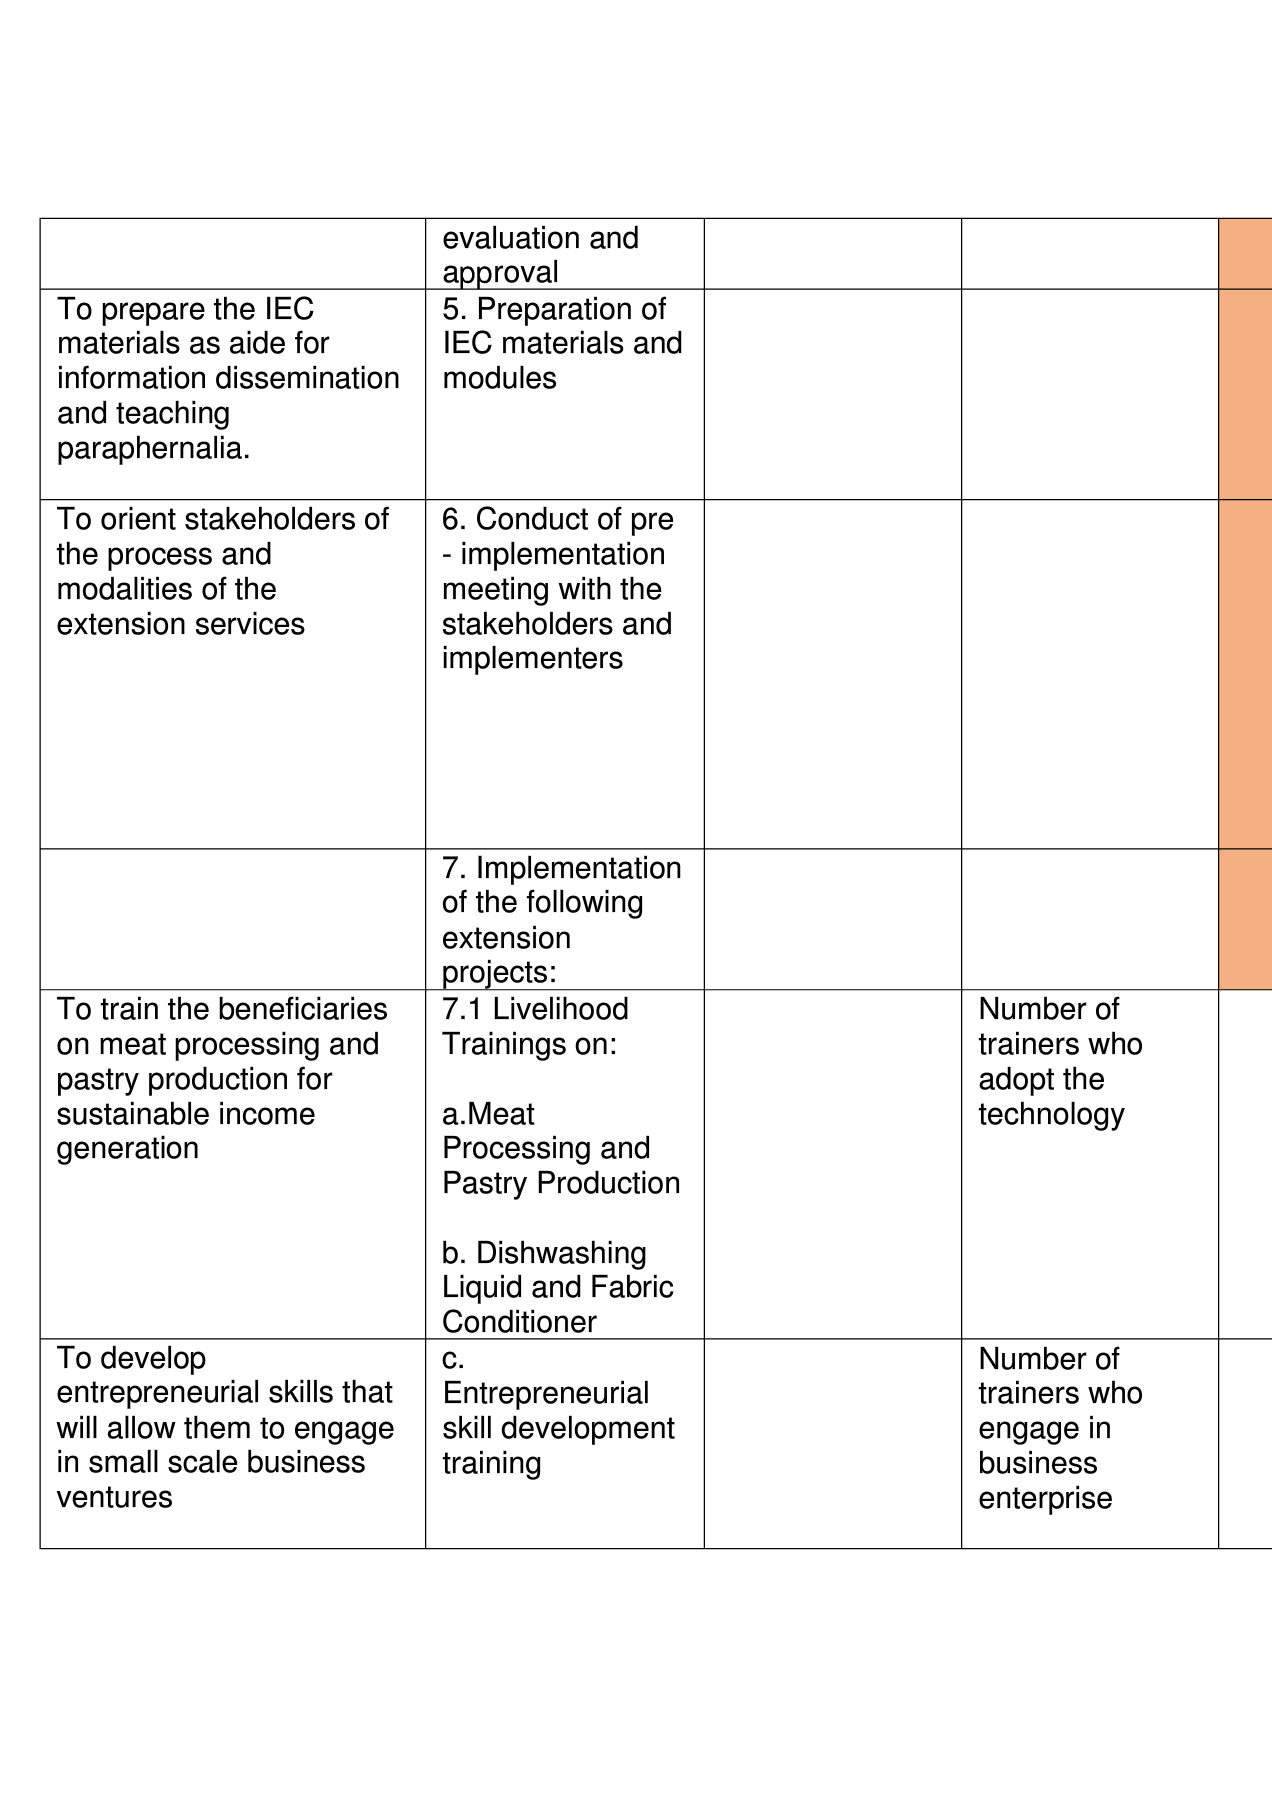 evaluation and
approval
To prepare the IEC
materials as aide for
information dissemination
and teaching
paraphernalia.
5. Preparation of
IEC materials and
modules
To orient stakeholders of
the process and
modalities of the
extension services
6. Conduct of pre
- implementation
meeting with the
stakeholders and
implementers
7. Implementation
of the following
extension
projects:
To train the beneficiaries
on meat processing and
pastry production for
sustainable income
generation
7.1 Livelihood
Trainings on:
a.Meat
Processing and
Pastry Production
b. Dishwashing
Liquid and Fabric
Conditioner
Number of
trainers who
adopt the
technology
To develop
entrepreneurial skills that
will allow them to engage
in small scale business
ventures
c.
Entrepreneurial
skill development
training
Number of
trainers who
engage in
business
enterprise